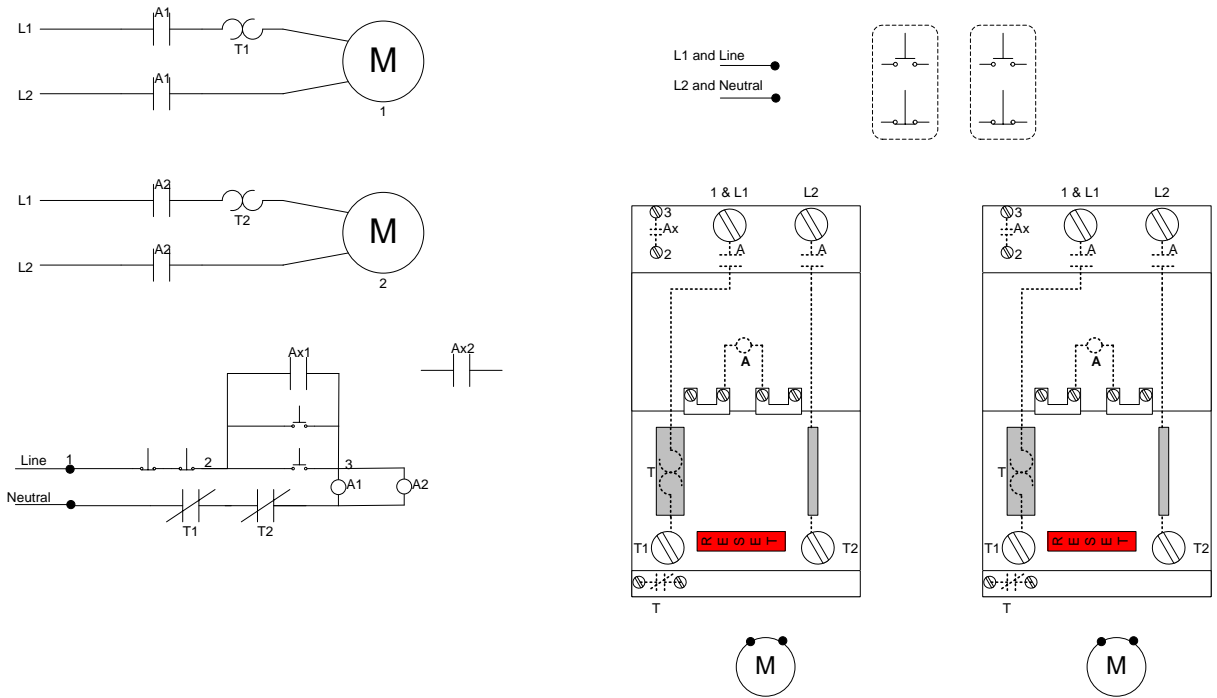 L1
A1
T1
M
A1
L2
1
L1
A2
T2
M
A2
L2
2
Ax1
Ax2
Line
1
2
3
Neutral
A1
A2
T1
T2
L1 and Line
L2 and Neutral
1 & L1
L2
3
Ax
2
A
A
A
T
T1
RESET
T2
T
M
1 & L1
L2
3
Ax
2
A
A
A
T
T1
RESET
T2
T
M